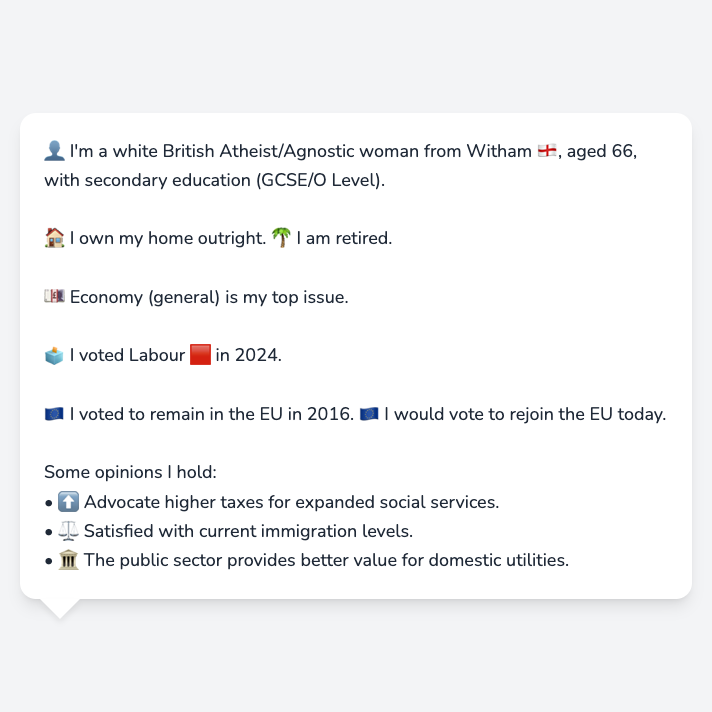 👤 I'm a white British Atheist/Agnostic woman from Witham 🏴󠁧󠁢󠁥󠁮󠁧󠁿, aged 66,
with secondary education (GCSE/O Level).
🏠 I own my home outright. 🌴 I am retired.
💷 Economy (general) is my top issue.
🗳️ I voted Labour 🟥 in 2024.
🇪🇺 I voted to remain in the EU in 2016. 🇪🇺 I would vote to rejoin the EU today.
Some opinions I hold:
• ⬆️ Advocate higher taxes for expanded social services.
• ⚖️ Satisfied with current immigration levels.
• 🏛️ The public sector provides better value for domestic utilities.